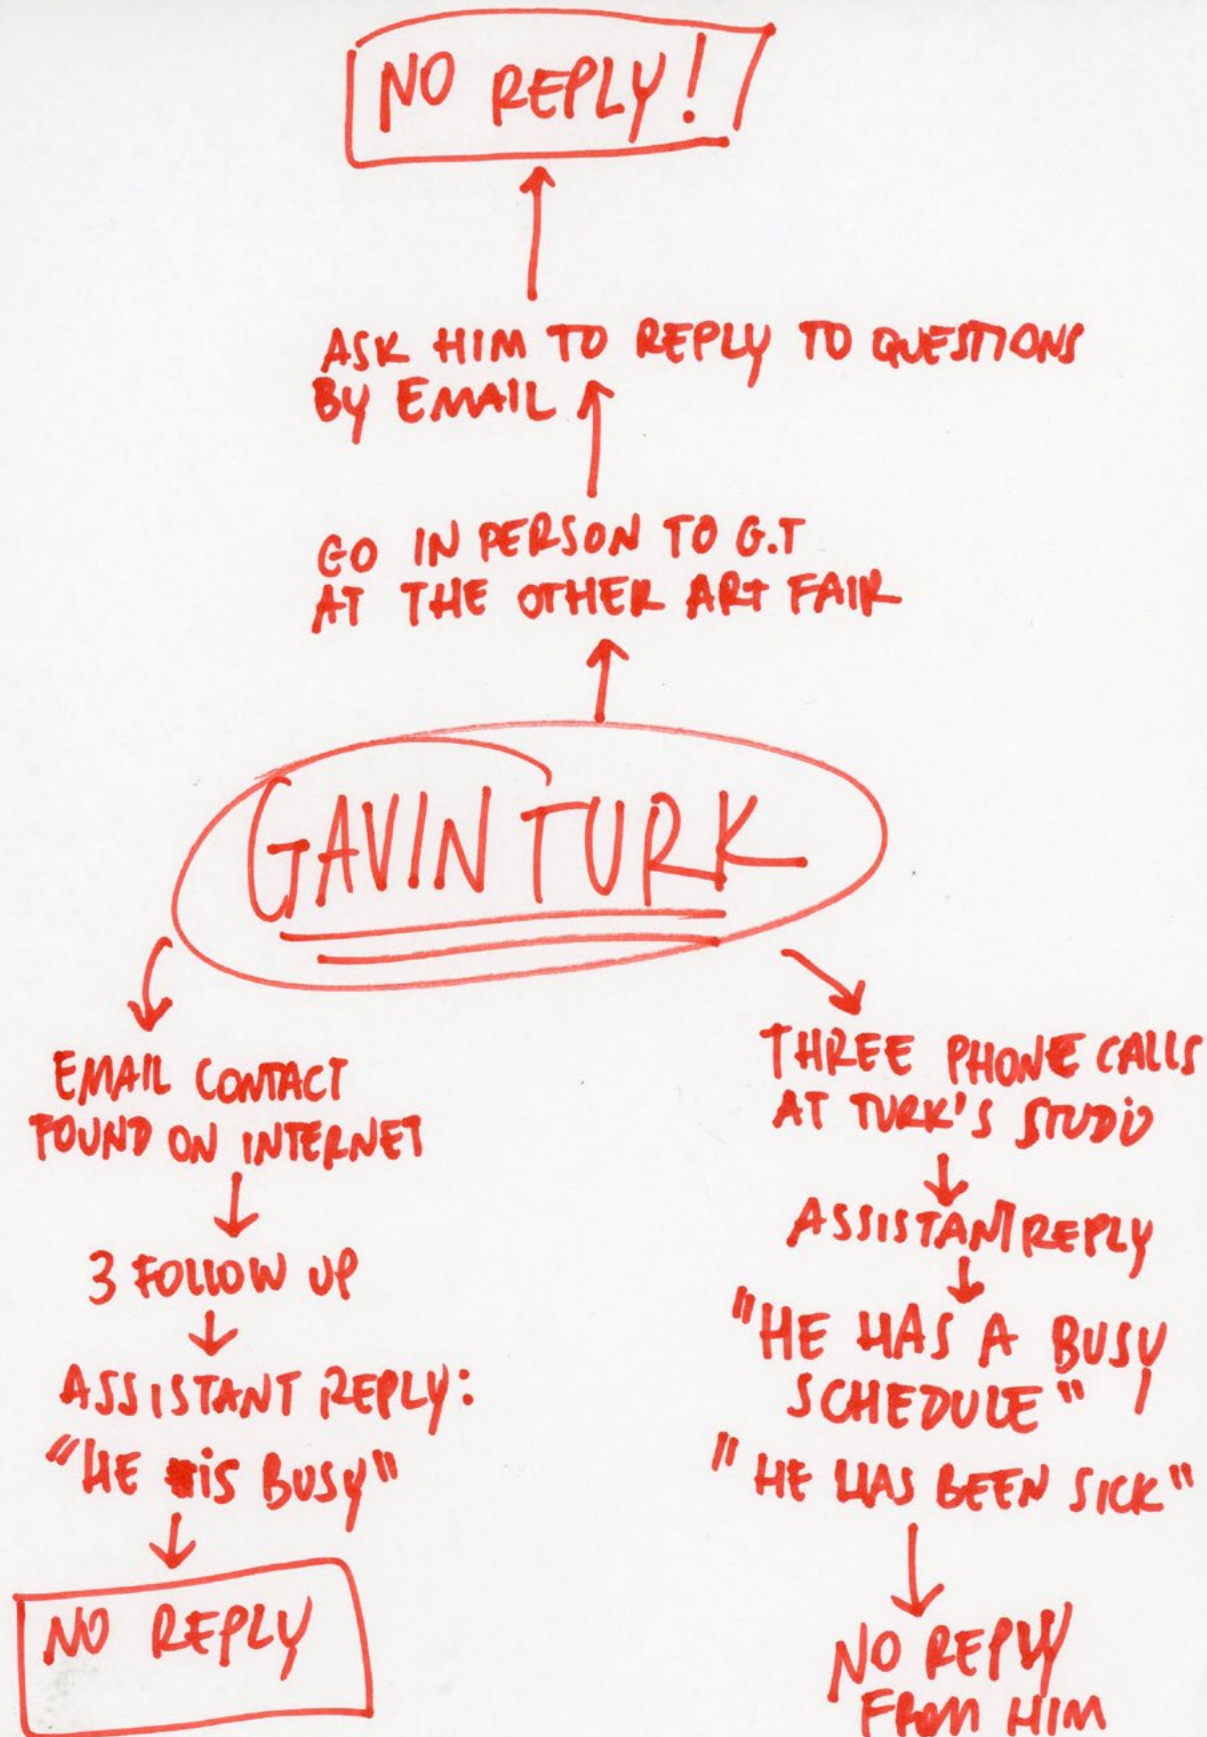 NO REPLY!
ASK HIM TO REPLY TO QUESTIONS
BY EMAIL
GO IN PERSON TO G.T
AT THE OTHER ART FAIR
GAVIN TURK
EMAIL CONTACT
FOUND ON INTERNET
3 FOLLOW UP
ASSISTANT REPLY:
"HE is BUSY"
NO REPLY
THREE PHONE CALLS
AT TURK'S STUDiO
ASSISTANT REPLY
"HE HAS A BUSY
SCHEDULE"
"HE HAS BEEN SICK"
NO REPLY
FROM HIM